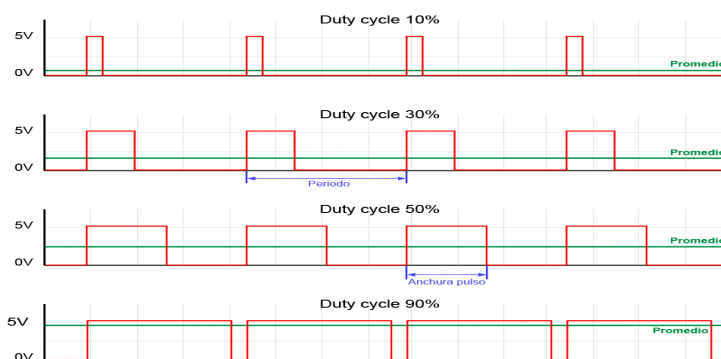 Duty cycle 10%
5V
Promedio
0V
Duty cycle 30%
5V
Promedio
0V
Periodo
Duty cycle 50%
5V
Promedio
0V
Anchura pulso
Duty cycle 90%
5V
Promedio
0V